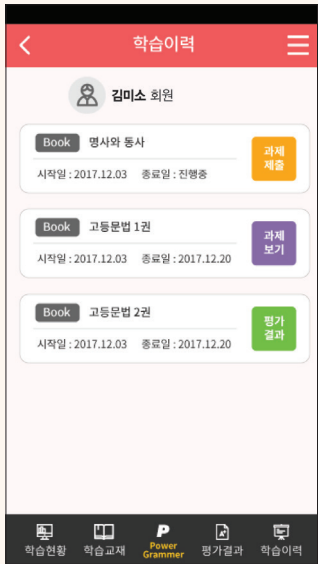 학습이력
김미소 회원
Book 명사와 동사
시작일 : 2017.12.03 종료일 : 진행중
과제
제출
Book 고등문법 1권
시작일 : 2017.12.03 종료일 : 2017.12.20
과제
보기
Book 고등문법 2권
시작일 : 2017.12.03 종료일 : 2017.12.20
평가
결과
학습현황
학습교재
P
Power
Grammer
평가결과
학습이력